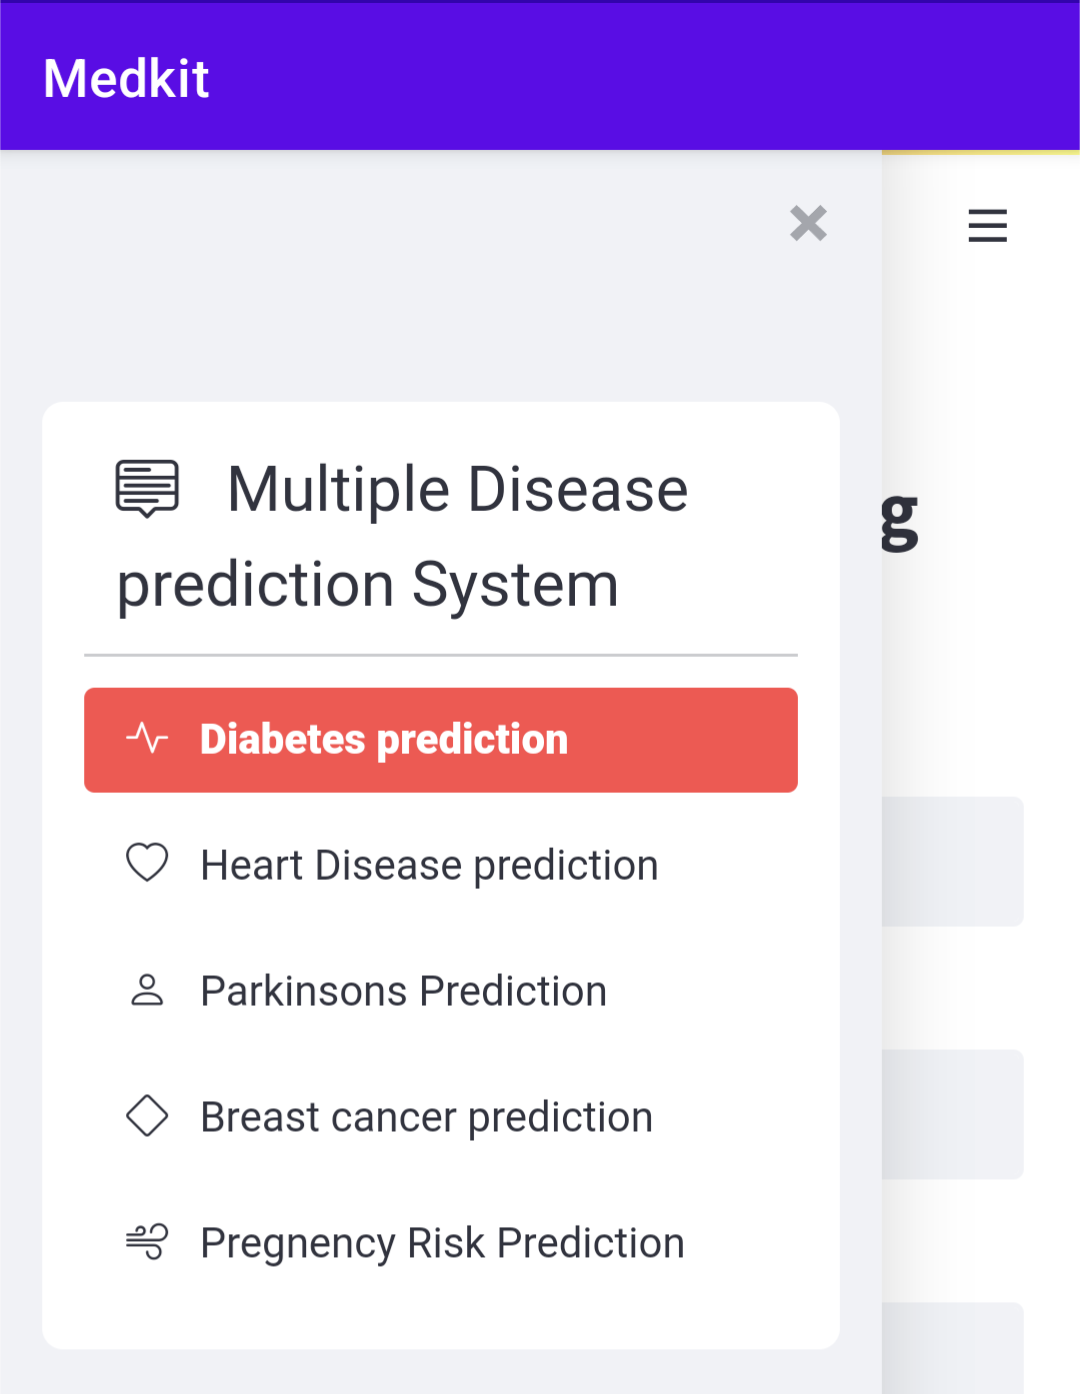 Medkit
Multiple Disease
prediction System
g
Diabetes prediction
Heart Disease prediction
Parkinsons Prediction
Breast cancer prediction
Pregnency Risk Prediction